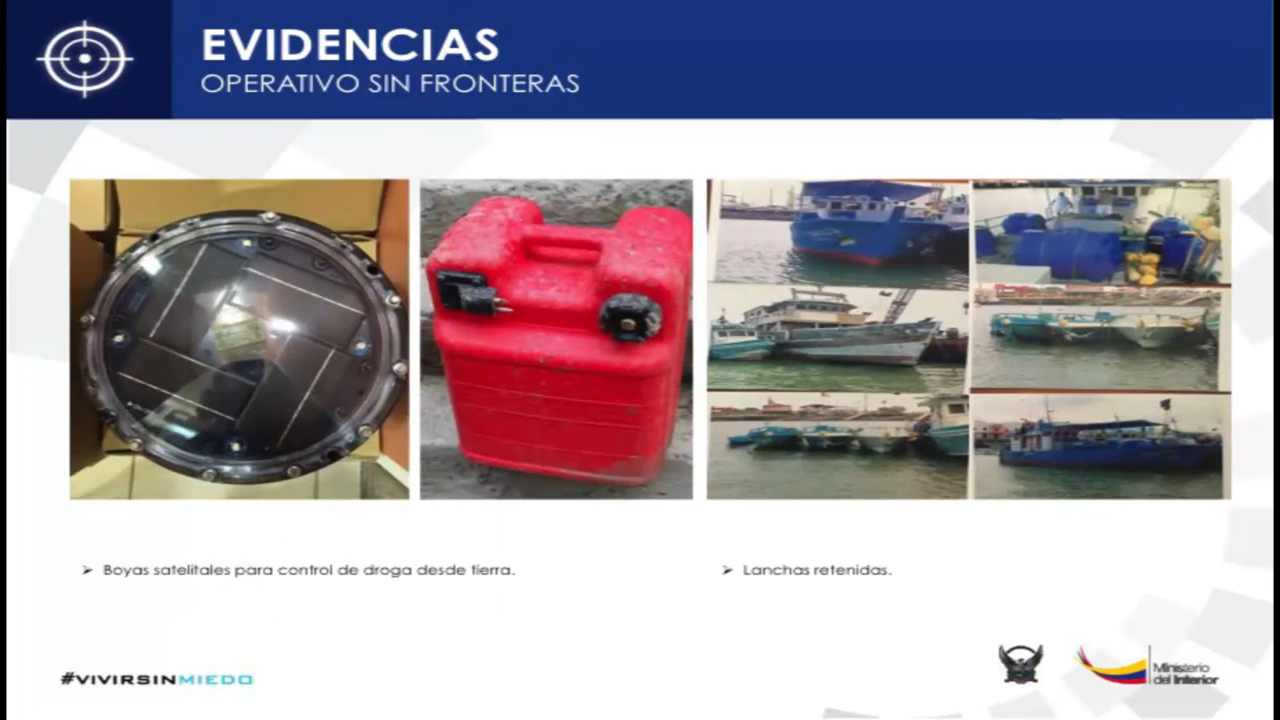 EVIDENCIAS
OPERATIVO SIN FRONTERAS
➢ Boyas satelitales para control de droga desde tierra.
➢ Lanchas retenidas.
#VIVIRSINMIEDO
Ministerio
del Interior